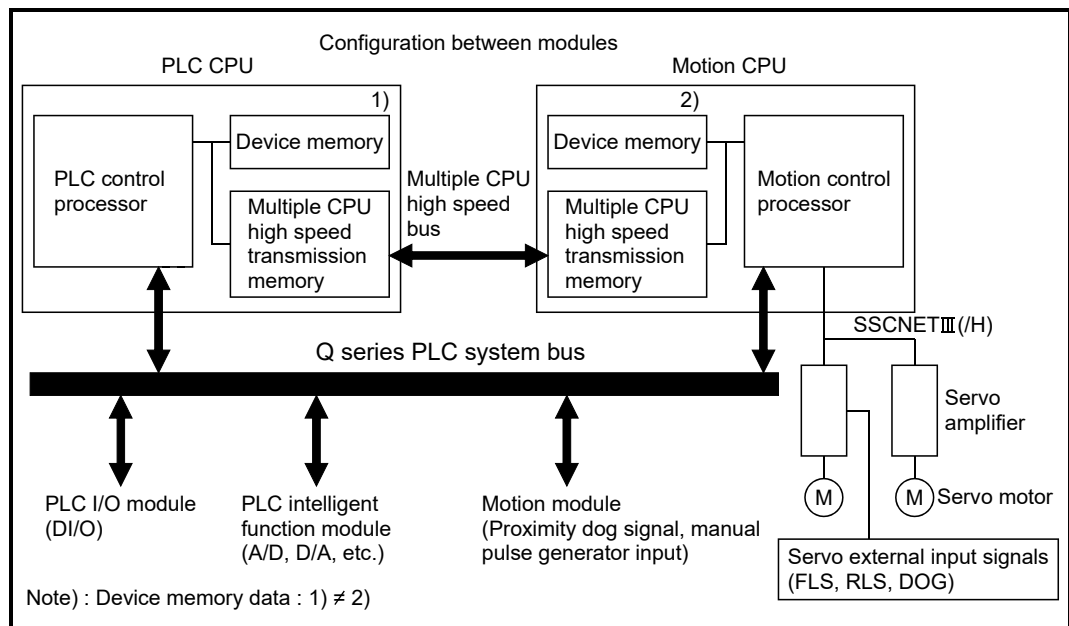 Configuration between modules
PLC CPU
Motion CPU
1)
2)
PLC control
processor
Device memory
Multiple CPU
high speed
transmission
memory
Multiple CPU
high speed
bus
Device memory
Multiple CPU
high speed
transmission
memory
Motion control
processor
SSCNETⅢ(/H)
Q series PLC system bus
Servo
amplifier
PLC I/O module
(DI/O)
PLC intelligent
function module
(A/D, D/A, etc.)
Motion module
(Proximity dog signal, manual
pulse generator input)
M
M
Servo motor
Servo external input signals
(FLS, RLS, DOG)
Note) : Device memory data : 1) ≠ 2)